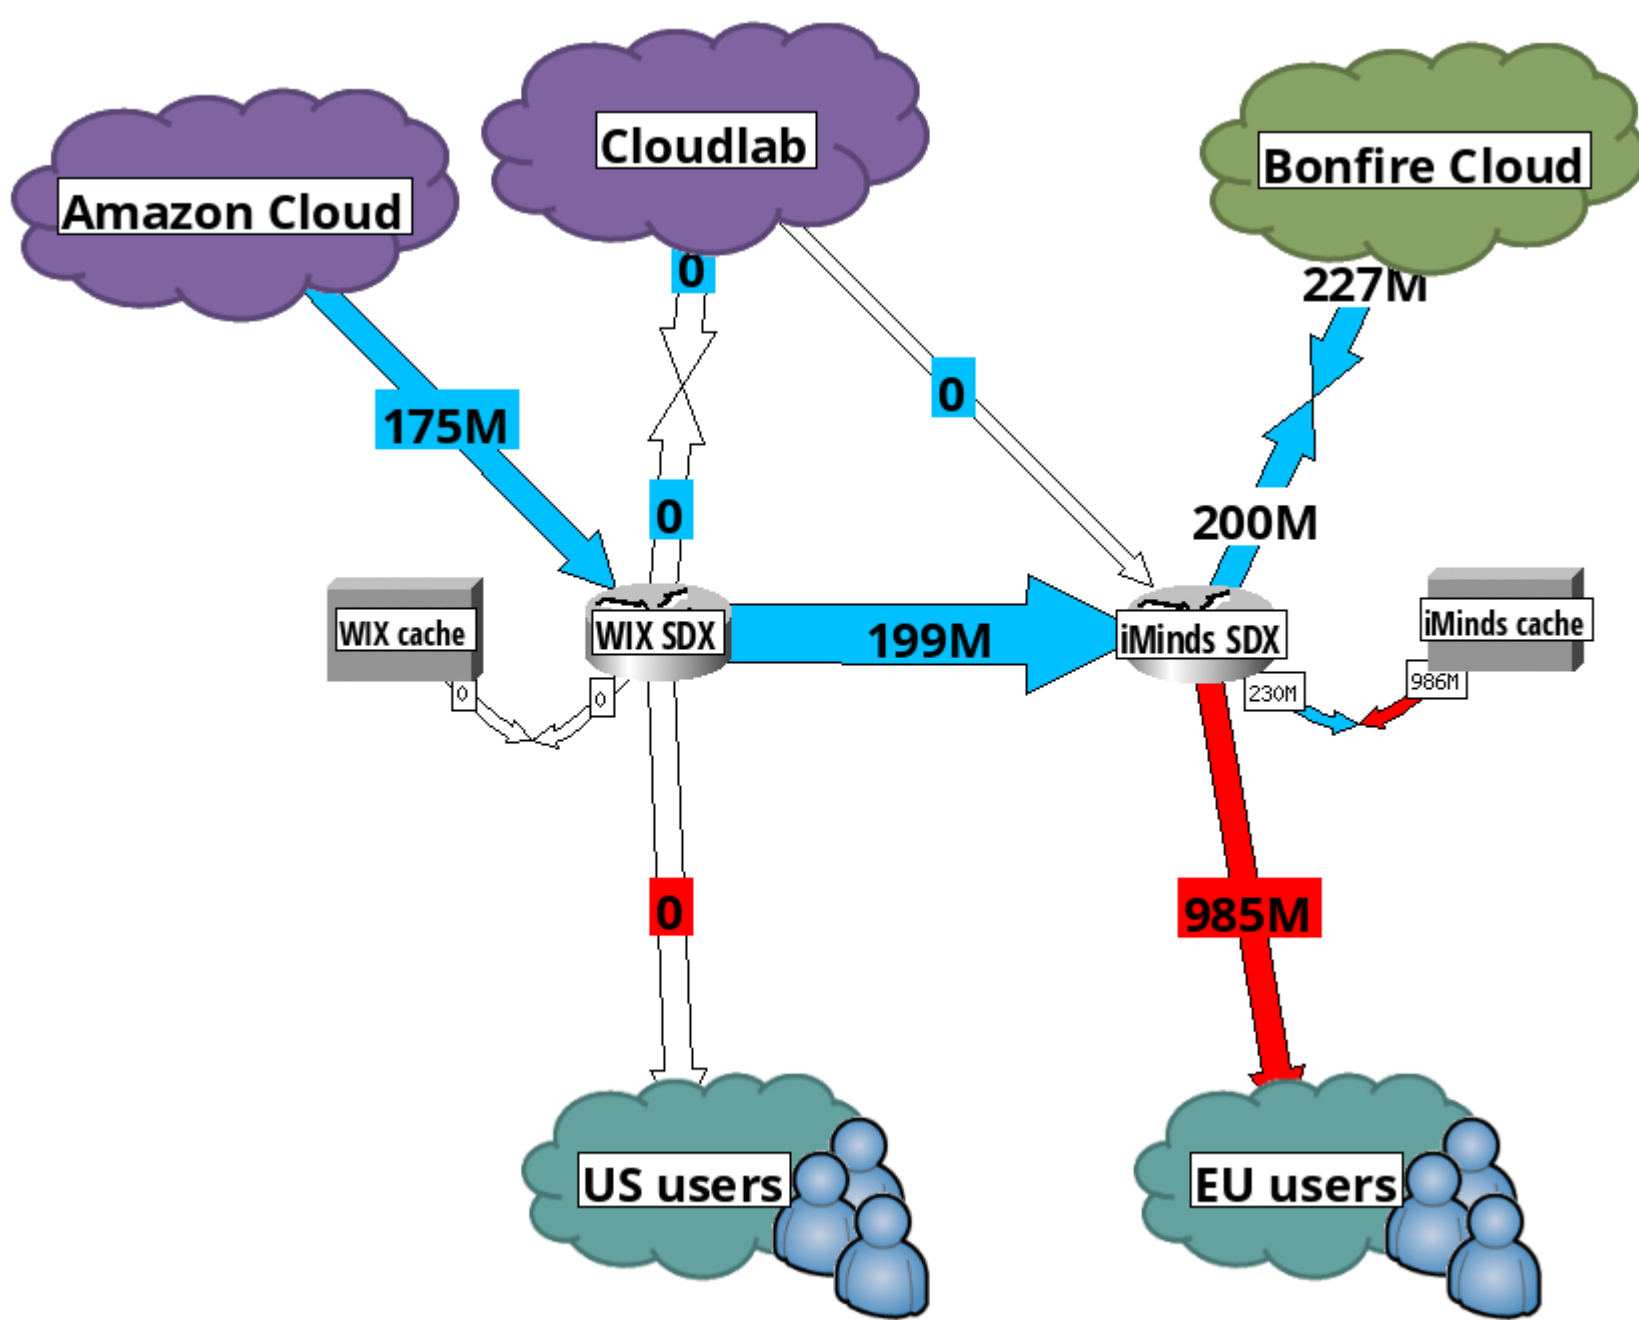 Cloudlab
Bonfire Cloud
Amazon Cloud
0
227M
0
175M
0
200M
WIX cache
WIX SDX
199M
iMinds SDX
iMinds cache
0
0
230M
986M
0
985M
US users
EU users